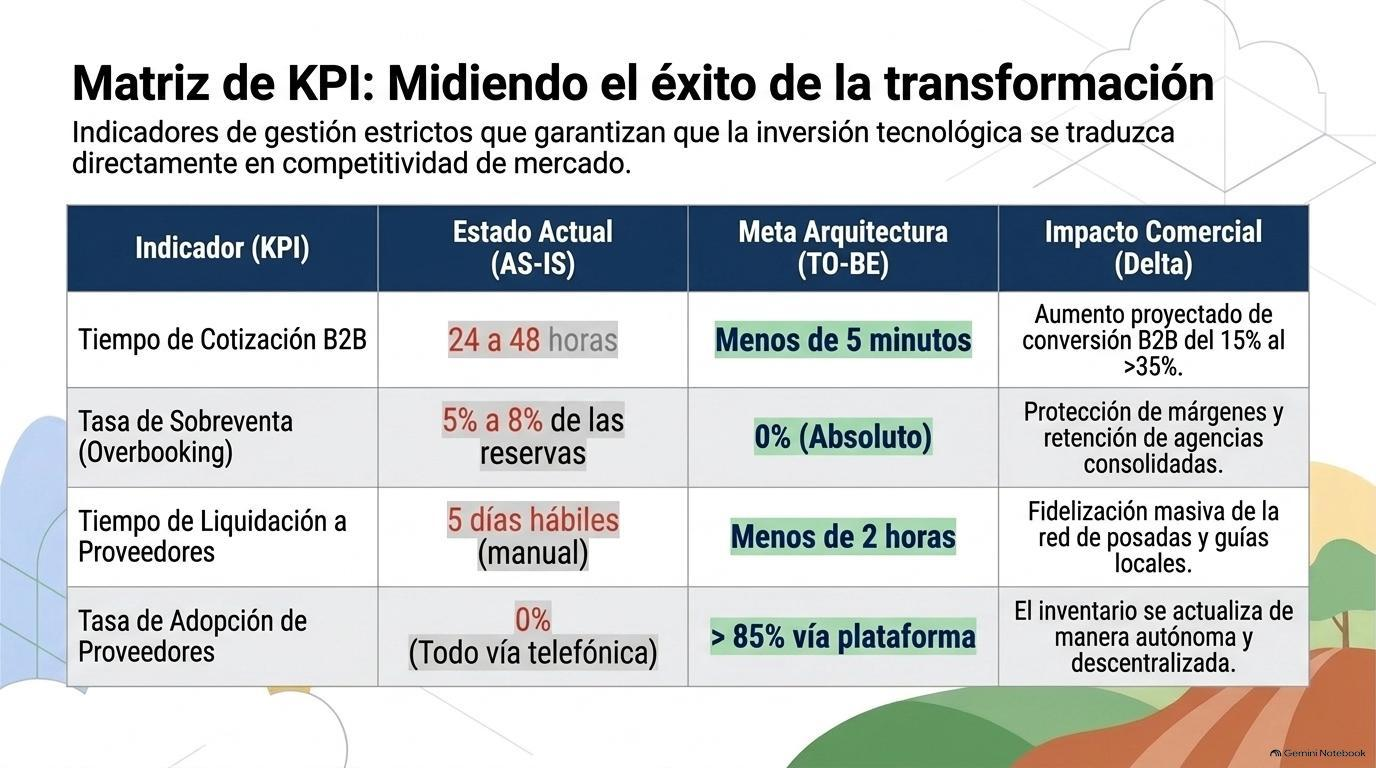 Matriz de KPI: Midiendo el éxito de la transformación
Indicadores de gestión estrictos que garantizan que la inversión tecnológica se traduzca
directamente en competitividad de mercado.
Indicador (KPI)
Estado Actual
(AS-IS)
Meta Arquitectura
(TO-BE)
Impacto Comercial
(Delta)
Tiempo de Cotización B2B
24 a 48 horas
Menos de 5 minutos
Aumento proyectado de
conversión B2B del 15% al
>35%.
Tasa de Sobreventa
(Overbooking)
5% a 8% de las
reservas
0% (Absoluto)
Protección de márgenes y
retención de agencias
consolidadas.
Tiempo de Liquidación a
Proveedores
5 días hábiles
(manual)
Menos de 2 horas
Fidelización masiva de la
red de posadas y guías
locales.
Tasa de Adopción de
Proveedores
0%
(Todo vía telefónica)
> 85% vía plataforma
El inventario se actualiza de
manera autónoma y
descentralizada.
Gemini Notebook